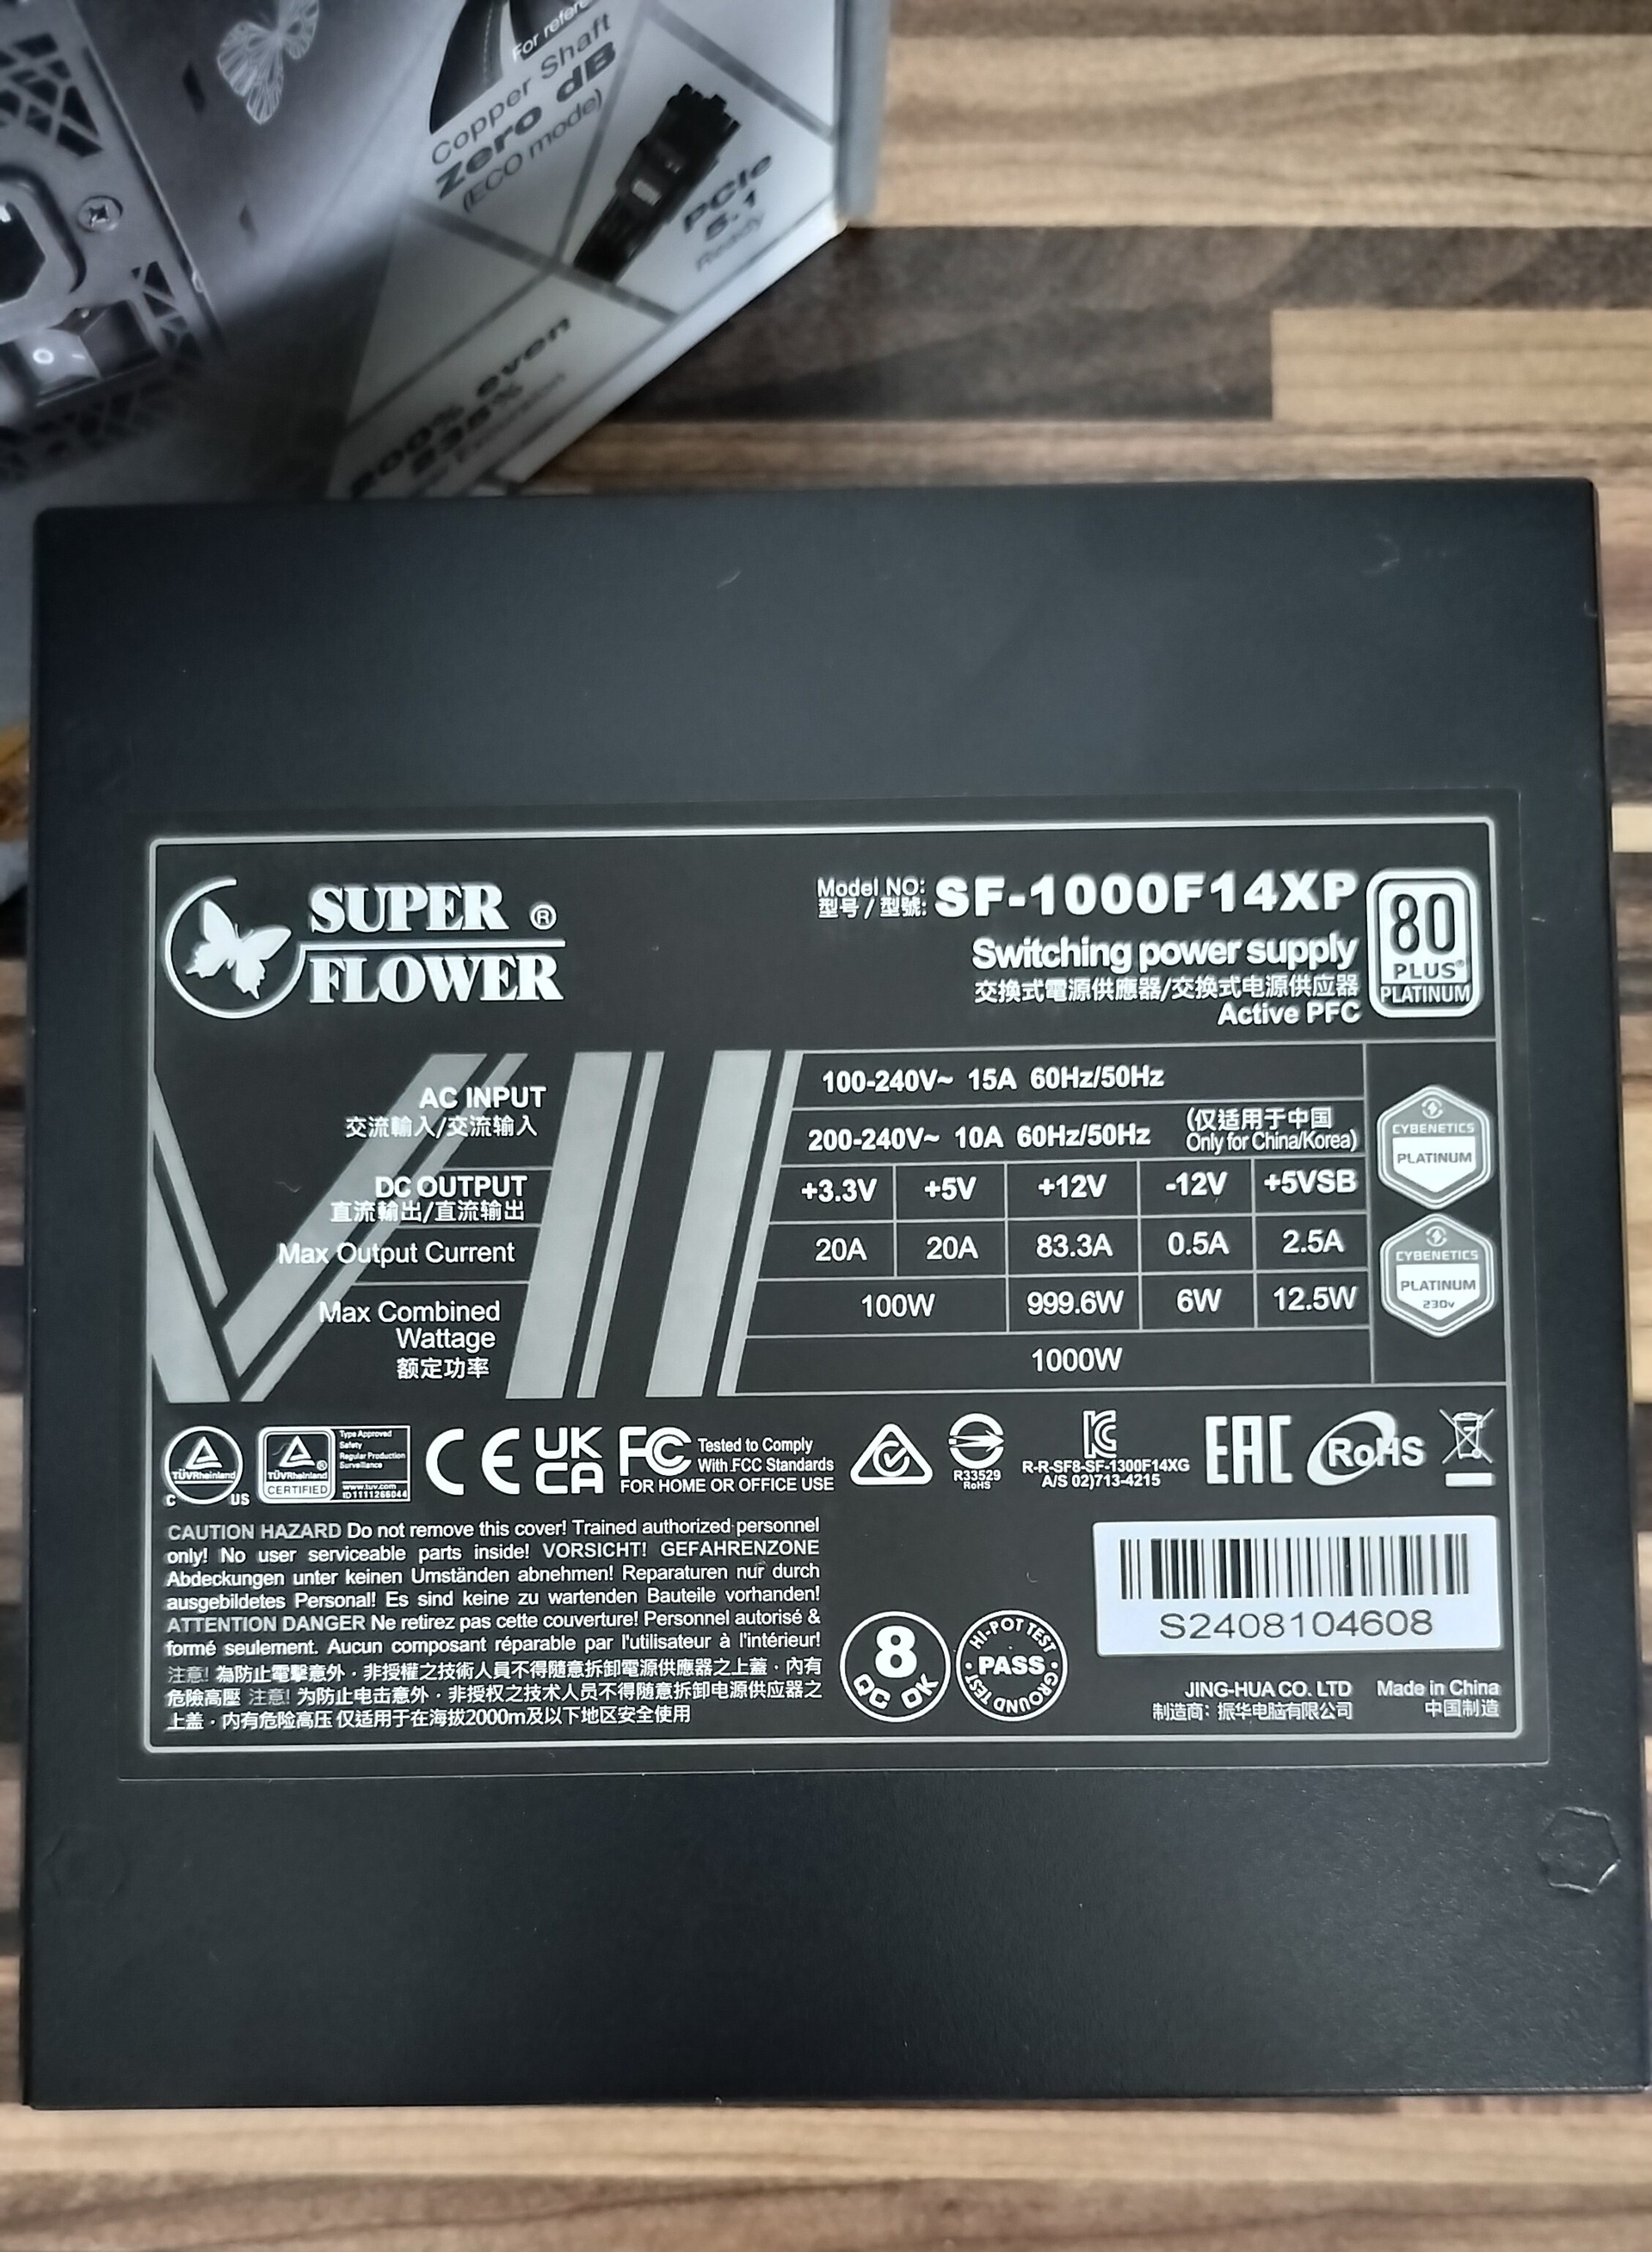 For refere
Copper Shaft
zero dB
(ECO mode)
PCIe
5.1
Ready
200% even
235%
SUPER ®
FLOWER
Model NO:
型号 / 型號:
SF-1000F14XP
Switching power supply
交換式電源供應器/交换式电源供应器
Active PFC
80
PLUS®
PLATINUM
AC INPUT
交流輸入/交流输入
100-240V~ 15A 60Hz/50Hz
200-240V~ 10A 60Hz/50Hz
(仅适用于中国
Only for China/Korea)
DC OUTPUT
直流輸出/直流输出
+3.3V +5V +12V -12V +5VSB
Max Output Current 20A 20A 83.3A 0.5A 2.5A
Max Combined
Wattage
额定功率
100W 999.6W 6W 12.5W
1000W
CYBENETICS
PLATINUM
CYBENETICS
PLATINUM
230v
TÜVRheinland
C US
TÜVRheinland ®
CERTIFIED
Type Approved
Safety
Regular Production
Surveillance
www.tuv.com
ID1111266044
CE
UK
CA
FC
Tested to Comply
With FCC Standards
FOR HOME OR OFFICE USE
R33529
RoHS
R-R-SF8-SF-1300F14XG
A/S 02)713-4215
EAC
RoHS
CAUTION HAZARD Do not remove this cover! Trained authorized personnel
only! No user serviceable parts inside! VORSICHT! GEFAHRENZONE
Abdeckungen unter keinen Umständen abnehmen! Reparaturen nur durch
ausgebildetes Personal! Es sind keine zu wartenden Bauteile vorhanden!
ATTENTION DANGER Ne retirez pas cette couverture! Personnel autorisé &
formé seulement. Aucun composant réparable par l'utilisateur à l'intérieur!
注意! 為防止電擊意外，非授權之技術人員不得隨意拆卸電源供應器之上蓋，內有
危險高壓 注意! 为防止电击意外，非授权之技术人员不得随意拆卸电源供应器之
上盖，内有危险高压 仅适用于在海拔2000m及以下地区安全使用
8
QC OK
HI-POT TEST
PASS
GROUND TEST
S2408104608
JING-HUA CO. LTD
制造商：振华电脑有限公司
Made in China
中国制造